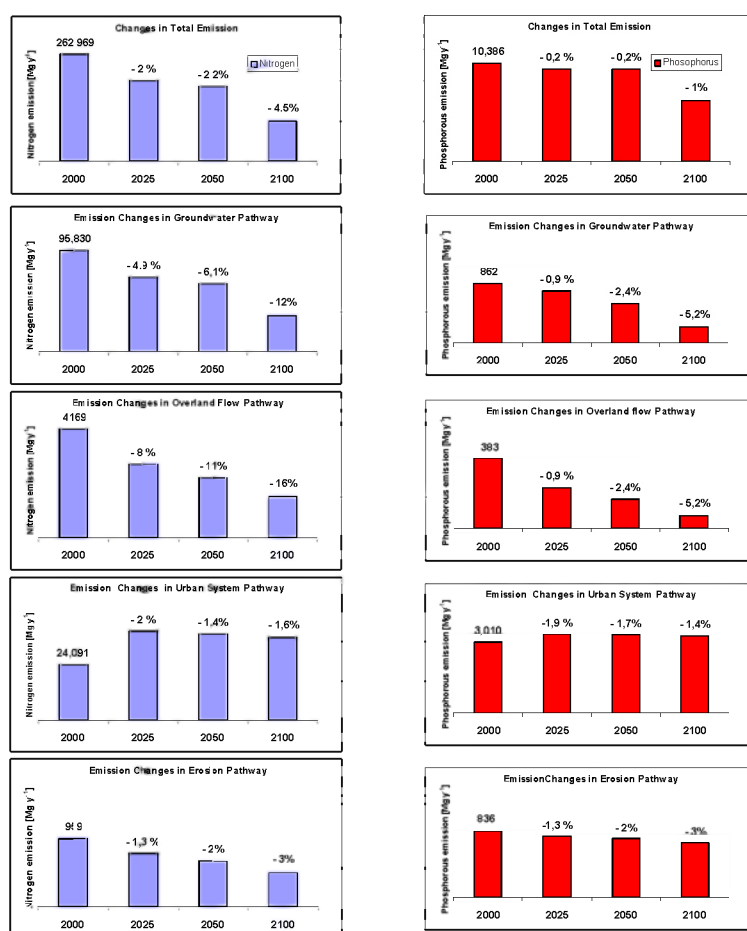 Changes in Total Emission
Nitrogen emission [Mg y⁻¹]
262 969
- 2 %
- 2 2%
- 4.5%
Nitrogen
2000 2025 2050 2100
Changes in Total Emission
Phosphorous emission [Mg y⁻¹]
10,386
- 0,2 %
- 0,2%
- 1%
Phosophorus
2000 2025 2050 2100
Emission Changes in Groundwater Pathway
Nitrogen emission [Mg y⁻¹]
95,830
- 4.9 %
- 6,1%
- 12%
2000 2025 2050 2100
Emission Changes in Groundwater Pathway
Phosphorous emission [Mg y⁻¹]
862
- 0,9 %
- 2,4%
- 5,2%
2000 2025 2050 2100
Emission Changes in Overland Flow Pathway
Nitrogen emission [Mg y⁻¹]
4169
- 8 %
- 11%
- 16%
2000 2025 2050 2100
Emission Changes in Overland flow Pathway
Phosphorous emission [Mg y⁻¹]
383
- 0,9 %
- 2,4%
- 5,2%
2000 2025 2050 2100
Emission Changes in Urban System Pathway
Nitrogen emission [Mg y⁻¹]
24,091
- 2 %
- 1,4%
- 1,6%
2000 2025 2050 2100
Emission Changes in Urban System Pathway
Phosphorous emission [Mg y⁻¹]
3,010
-1,9 %
- 1,7%
- 1,4%
2000 2025 2050 2100
Emission Changes in Erosion Pathway
Nitrogen emission [Mg y⁻¹]
- 1,3 %
- 2%
- 3%
2000 2025 2050 2100
EmissionChanges in Erosion Pathway
Phosphorous emission [Mg y⁻¹]
836
-1,3 %
- 2%
- 3%
2000 2025 2050 2100